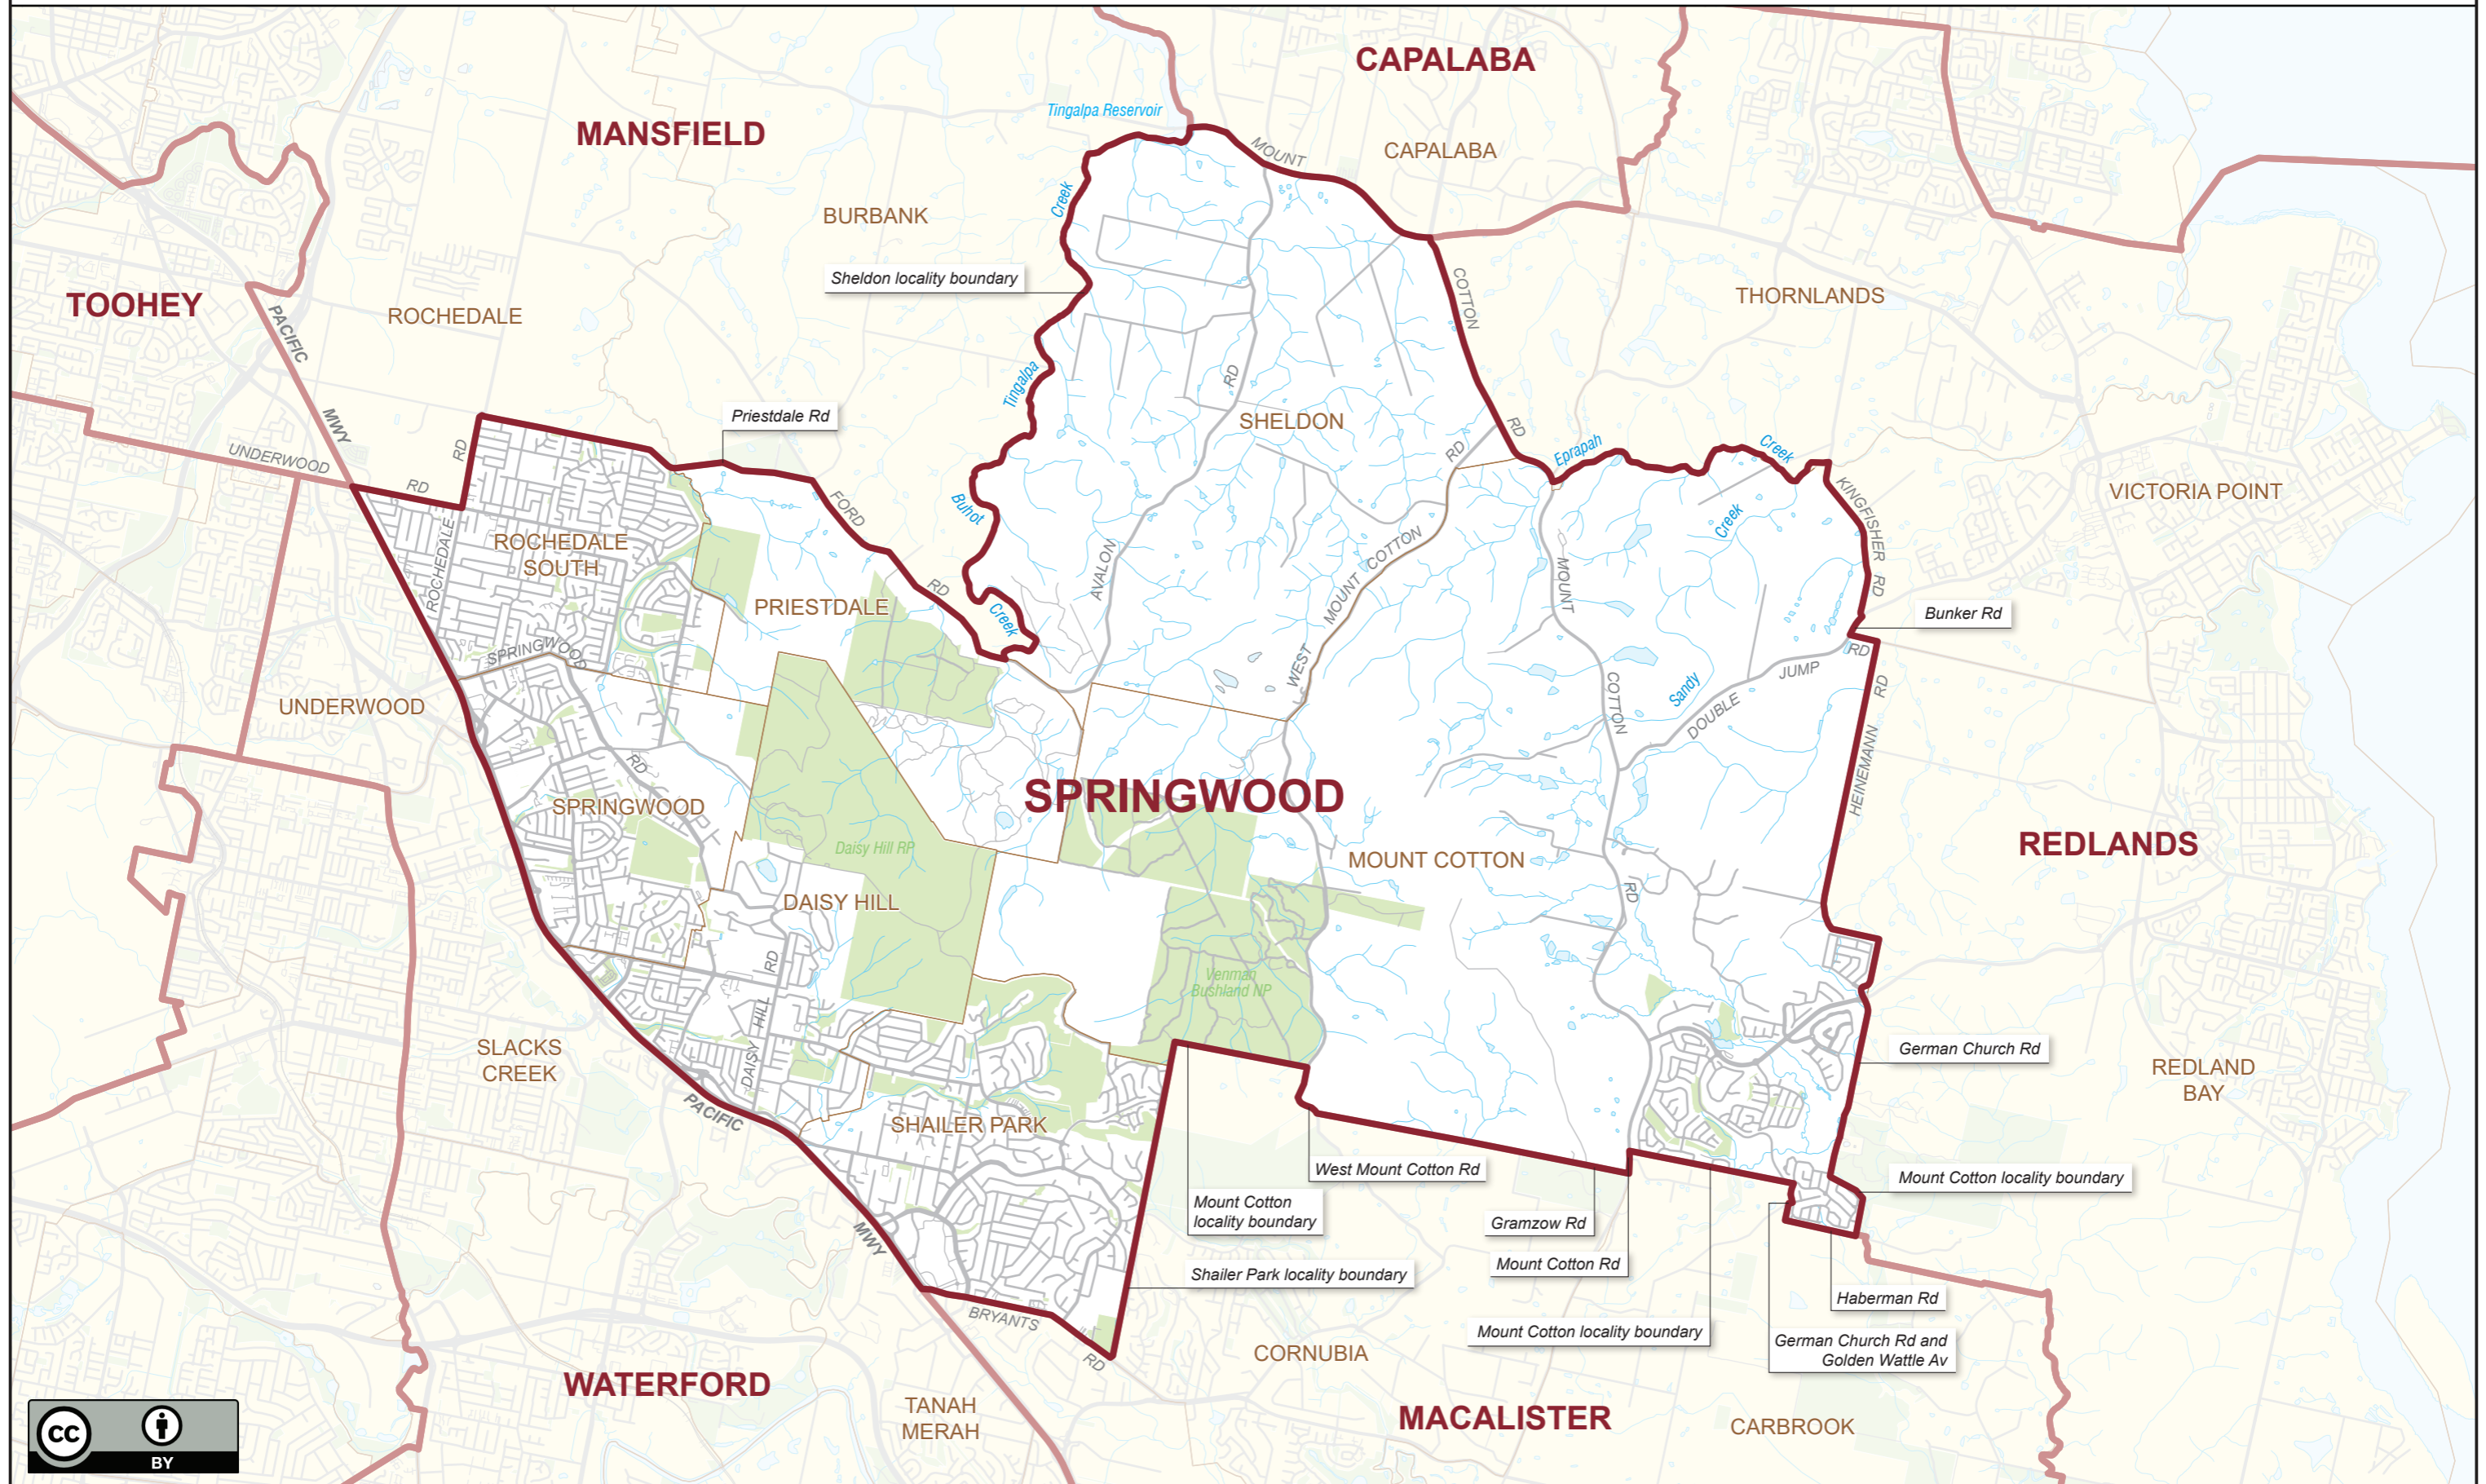 CAPALABA
Tingalpa Reservoir
MANSFIELD
MOUNT
CAPALABA
Creek
BURBANK
Sheldon locality boundary
COTTON
THORNLANDS
TOOHEY
PACIFIC
ROCHEDALE
Tingalpa
RD
MWY
Priestdale Rd
SHELDON
RD
UNDERWOOD
RD
RD
RD
Eprapah
Creek
VICTORIA POINT
KINGFISHER
RD
Buhot
FORD
Creek
ROCHEDALE
SOUTH
ROCHEDALE
MOUNT COTTON
WEST
AVALON
MOUNT
RD
PRIESTDALE
Creek
Bunker Rd
SPRINGWOOD
RD
JUMP
RD
UNDERWOOD
Sandy
COTTON
DOUBLE
HEINEMANN
RD
SPRINGWOOD
SPRINGWOOD
REDLANDS
Daisy Hill RP
MOUNT COTTON
RD
DAISY HILL
RD
Venman
Bushland NP
HILL
DAISY
SLACKS
CREEK
German Church Rd
REDLAND
BAY
PACIFIC
SHAILER PARK
West Mount Cotton Rd
Mount Cotton locality boundary
Mount Cotton
locality boundary
Gramzow Rd
MWY
Mount Cotton Rd
Shailer Park locality boundary
Haberman Rd
BRYANTS
RD
Mount Cotton locality boundary
German Church Rd and
Golden Wattle Av
CORNUBIA
WATERFORD
TANAH
MERAH
MACALISTER
CARBROOK
CC
BY